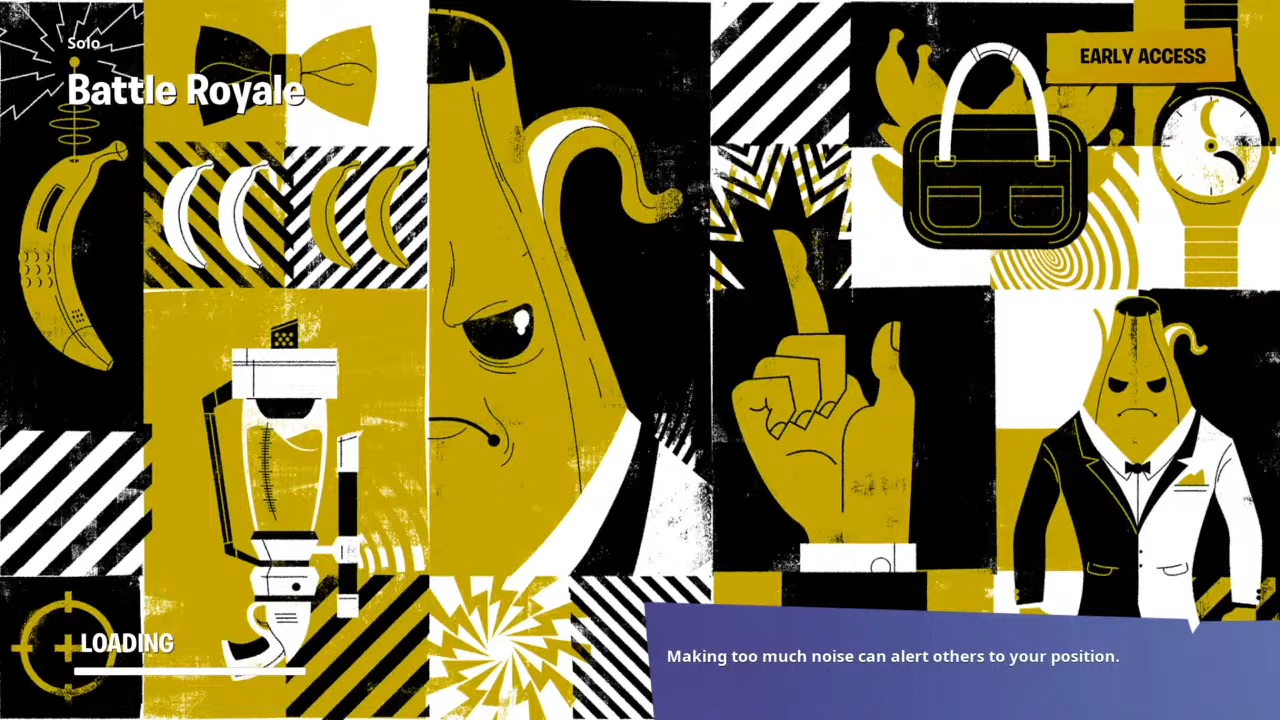 Solo
Battle Royale
EARLY ACCESS
LOADING
Making too much noise can alert others to your position.